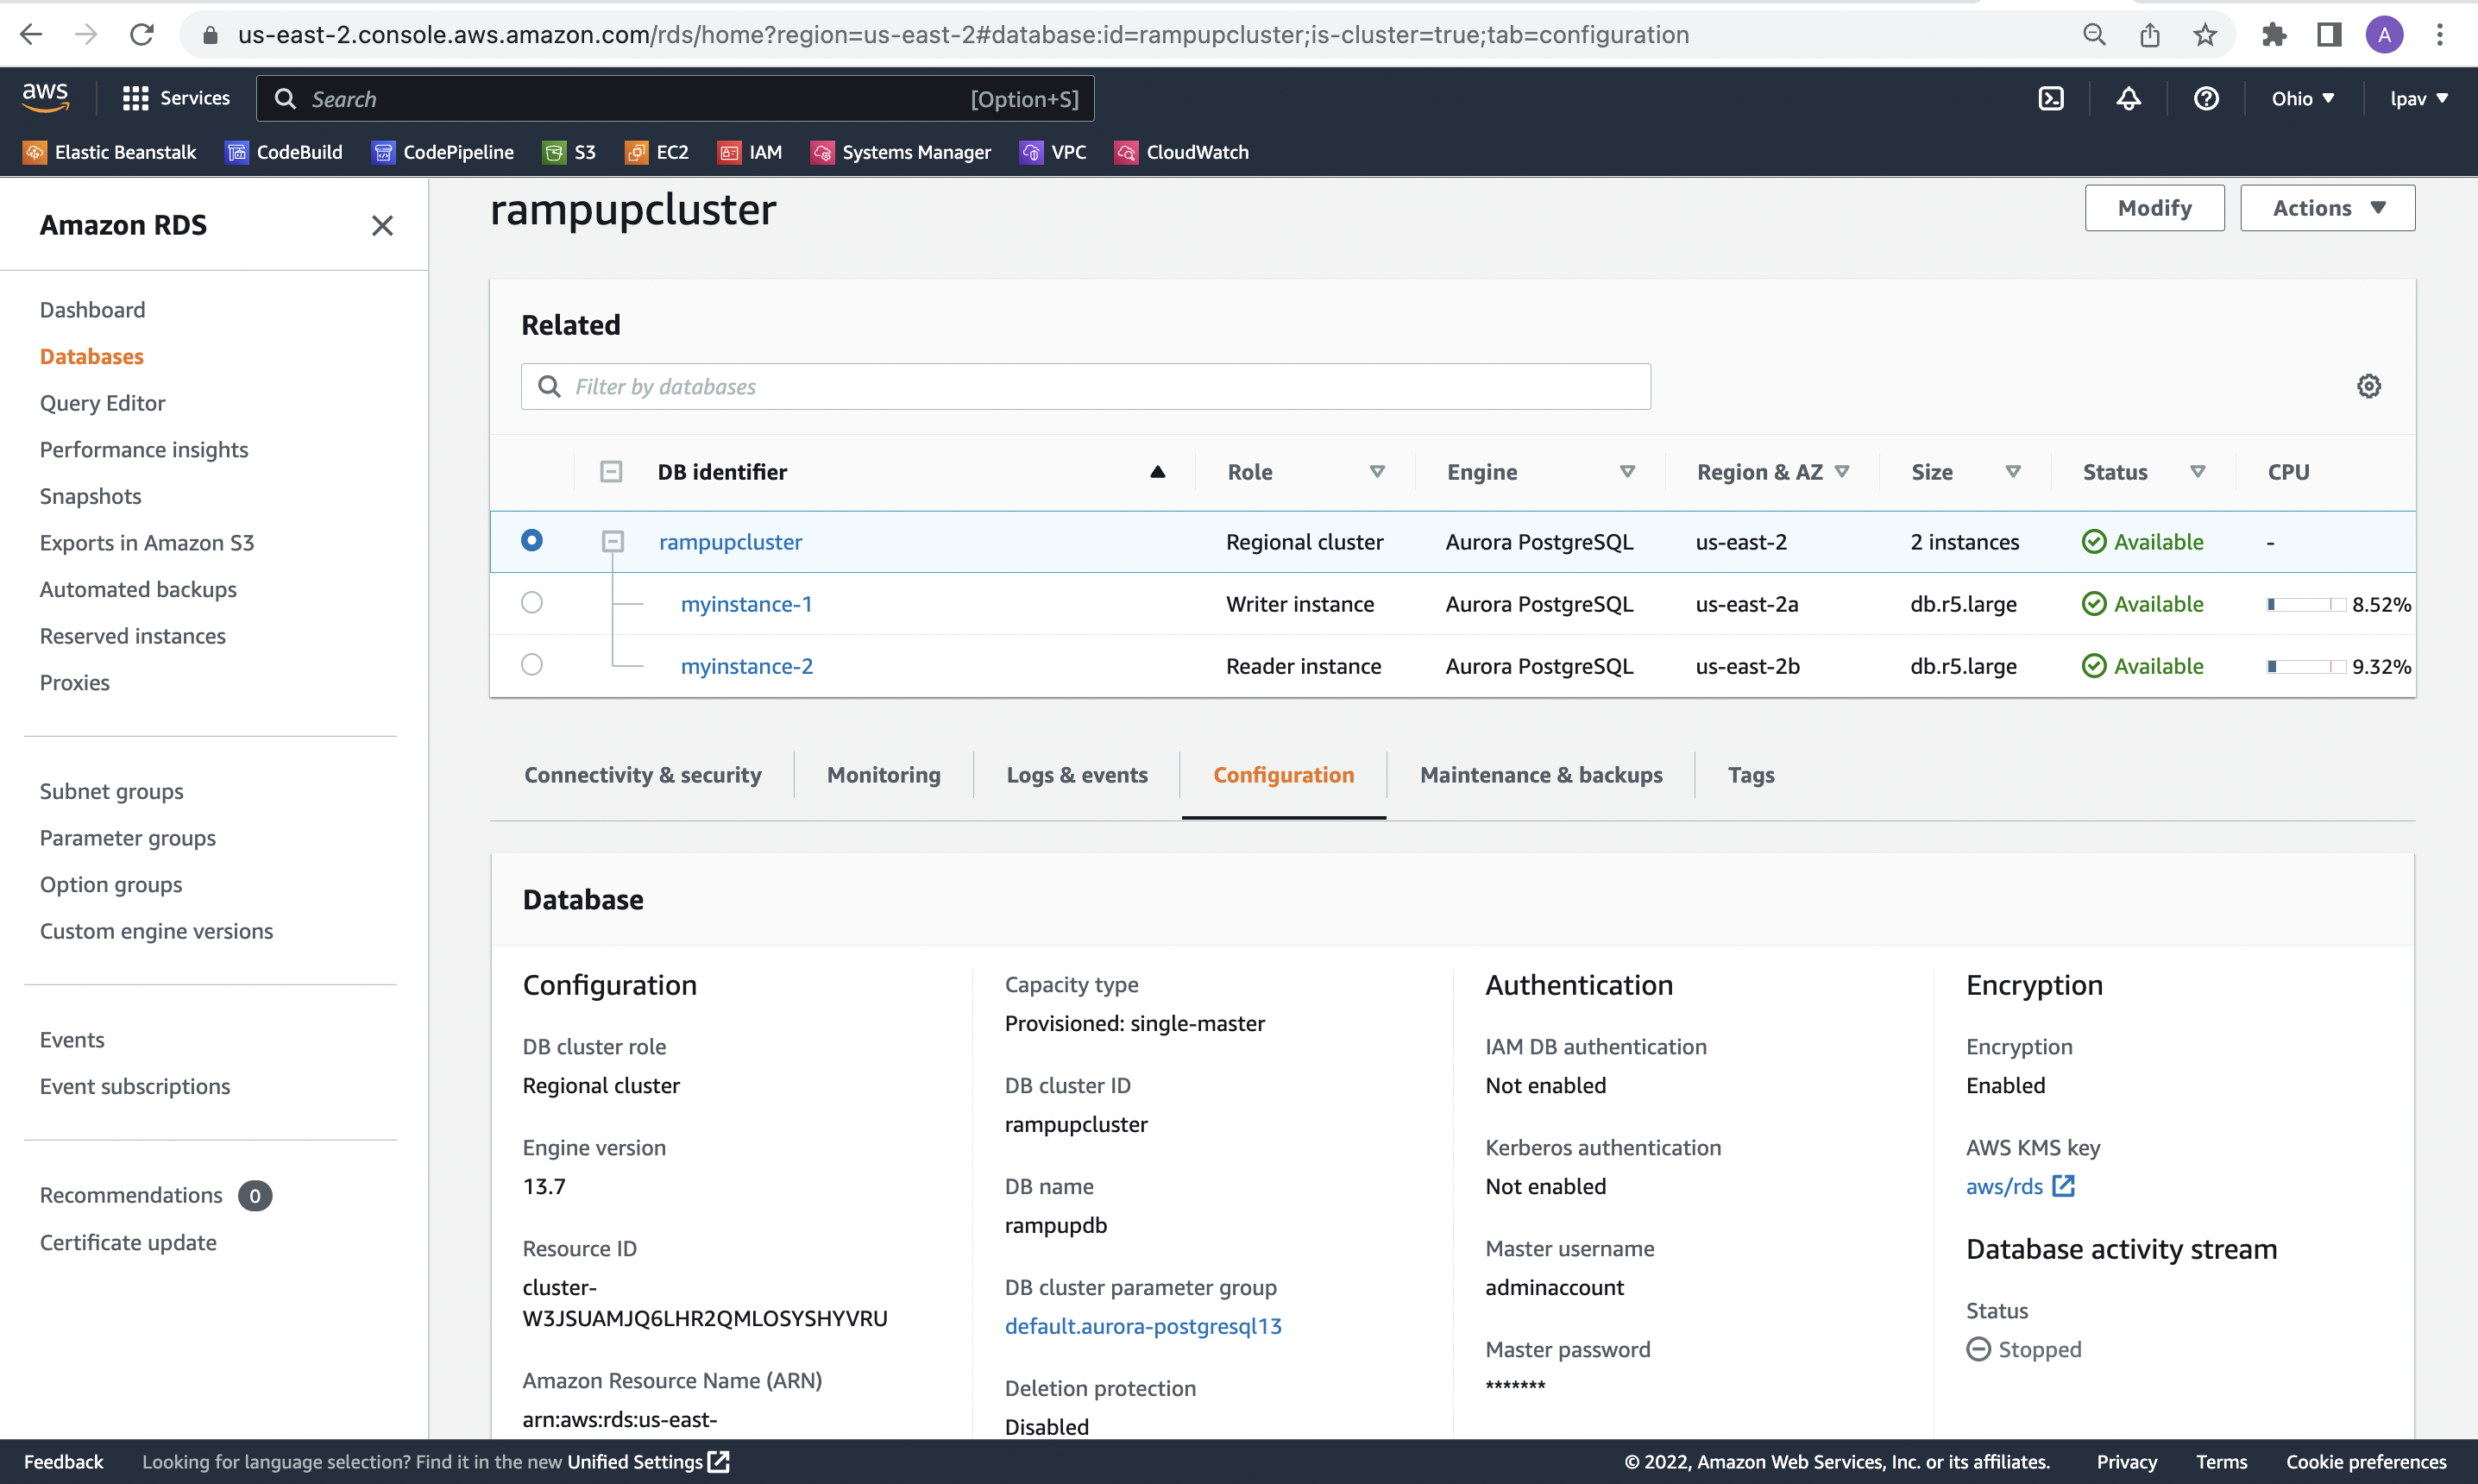 us-east-2.console.aws.amazon.com/rds/home?region=us-east-2#database:id=rampupcluster;is-cluster=true;tab=configuration
A
aws
Services
Search
[Option+S]
Ohio
lpav
Elastic Beanstalk
CodeBuild
CodePipeline
S3
EC2
IAM
Systems Manager
VPC
CloudWatch
Amazon RDS
Dashboard
Databases
Query Editor
Performance insights
Snapshots
Exports in Amazon S3
Automated backups
Reserved instances
Proxies
Subnet groups
Parameter groups
Option groups
Custom engine versions
Events
Event subscriptions
Recommendations 0
Certificate update
rampupcluster
Modify
Actions
Related
Filter by databases
DB identifier Role Engine Region & AZ Size Status CPU
rampupcluster Regional cluster Aurora PostgreSQL us-east-2 2 instances Available -
myinstance-1 Writer instance Aurora PostgreSQL us-east-2a db.r5.large Available 8.52%
myinstance-2 Reader instance Aurora PostgreSQL us-east-2b db.r5.large Available 9.32%
Connectivity & security Monitoring Logs & events Configuration Maintenance & backups Tags
Database
Configuration
DB cluster role
Regional cluster
Engine version
13.7
Resource ID
cluster-
W3JSUAMJQ6LHR2QMLOSYSHYVRU
Amazon Resource Name (ARN)
arn:aws:rds:us-east-
Capacity type
Provisioned: single-master
DB cluster ID
rampupcluster
DB name
rampupdb
DB cluster parameter group
default.aurora-postgresql13
Deletion protection
Disabled
Authentication
IAM DB authentication
Not enabled
Kerberos authentication
Not enabled
Master username
adminaccount
Master password
*******
Encryption
Encryption
Enabled
AWS KMS key
aws/rds
Database activity stream
Status
Stopped
Feedback
Looking for language selection? Find it in the new Unified Settings
© 2022, Amazon Web Services, Inc. or its affiliates.
Privacy
Terms
Cookie preferences